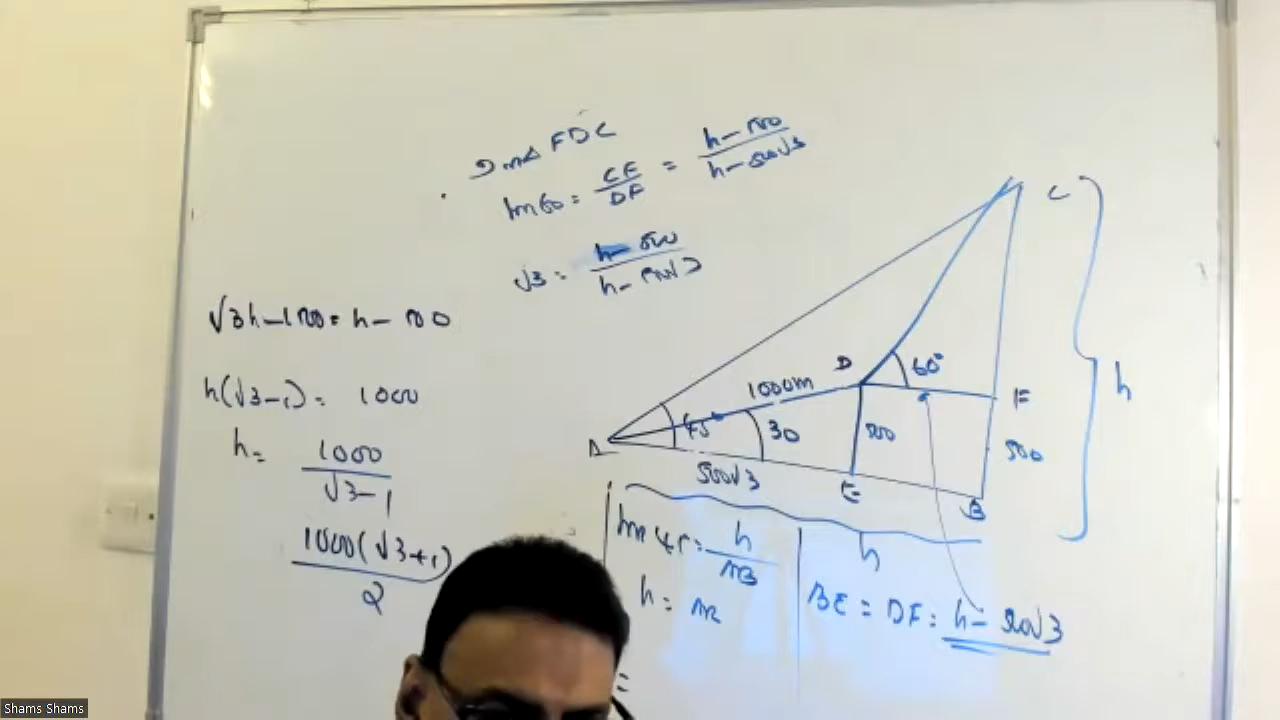 In Δ FDC
tan 60 = CF/DF = h - 500/h - 500√3
√3 = h - 500/h - 500√3
√3h - 1500 = h - 500
h(√3 - 1) = 1000
h = 1000/√3 - 1
1000(√3 + 1)/2
C
h
D
60°
F
1000m
A
45°
30
500
500
500√3
E
B
h
tan 45 = h/AB
h = AB
BE = DF = h - 500√3
=
Shams Shams